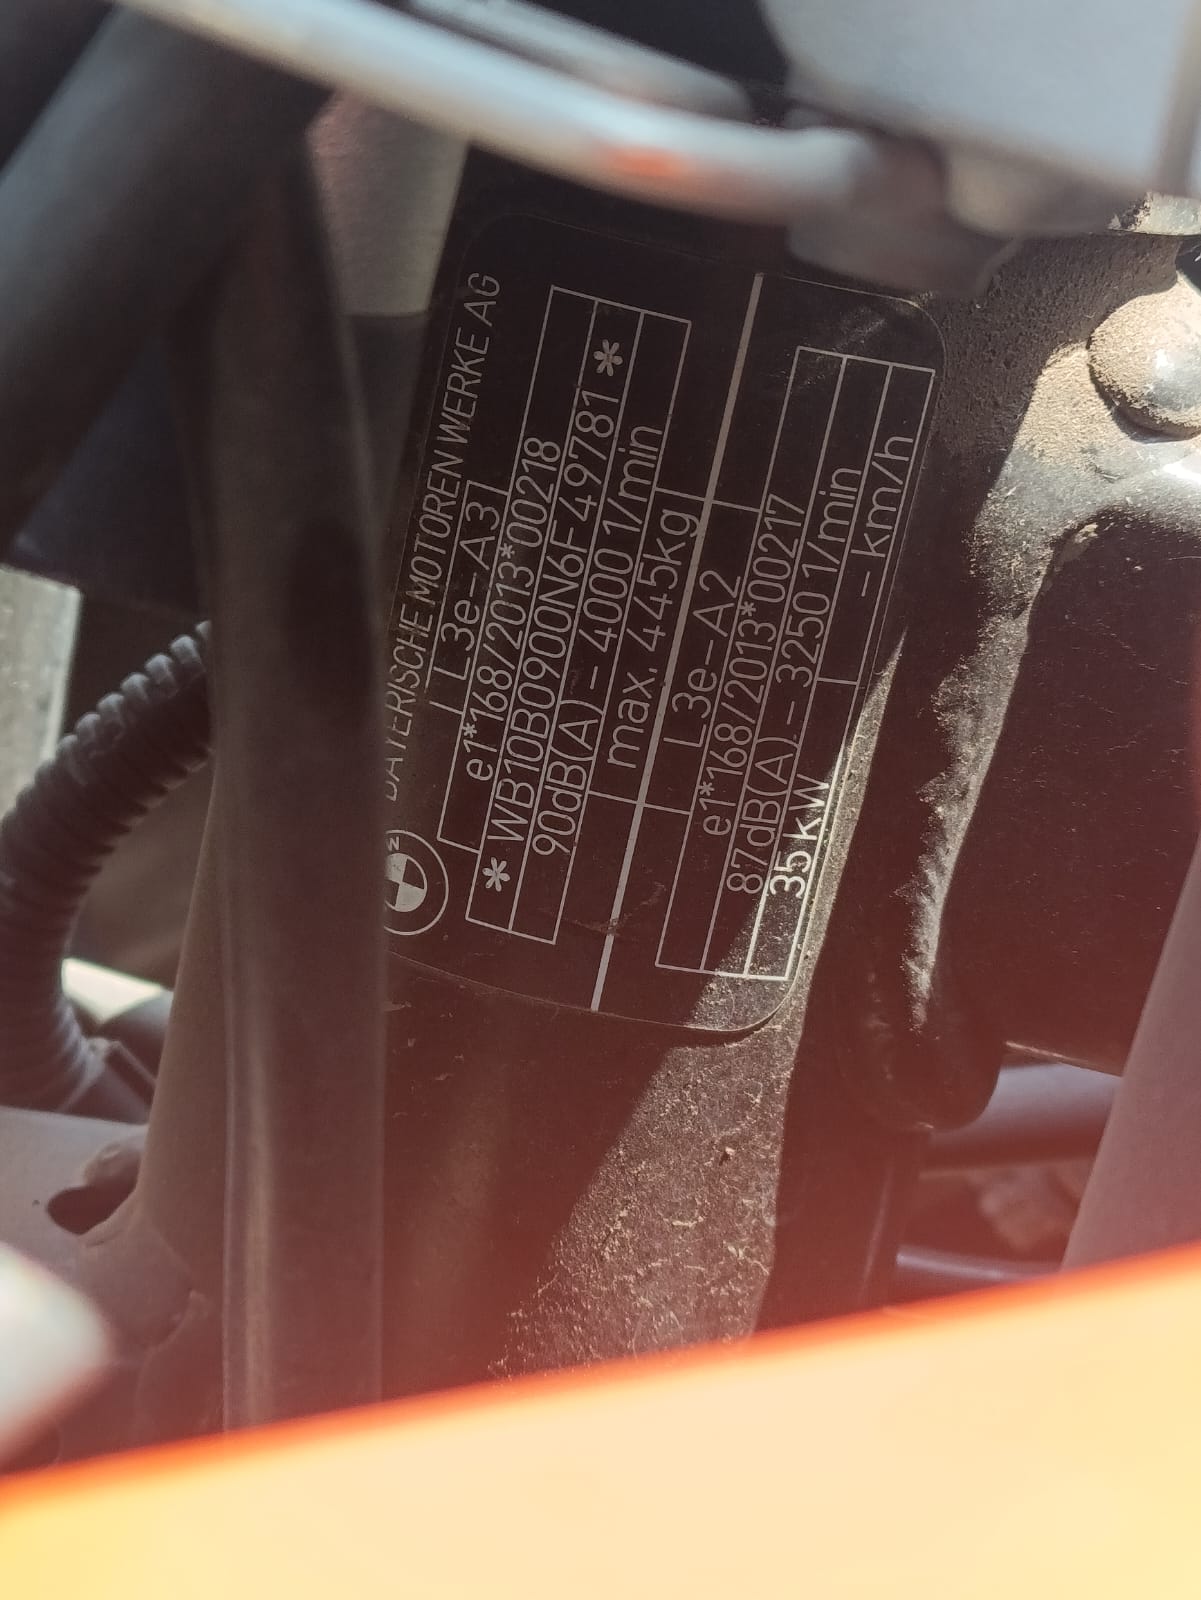 BAYERISCHE MOTOREN WERKE AG
L3e-A3
e1*168/2013*00218
* WB10B0900N6F49781 *
90dB(A) - 4000 1/min
max. 445kg
L3e-A2
e1*168/2013*00217
87dB(A) - 3250 1/min
35 kW - km/h